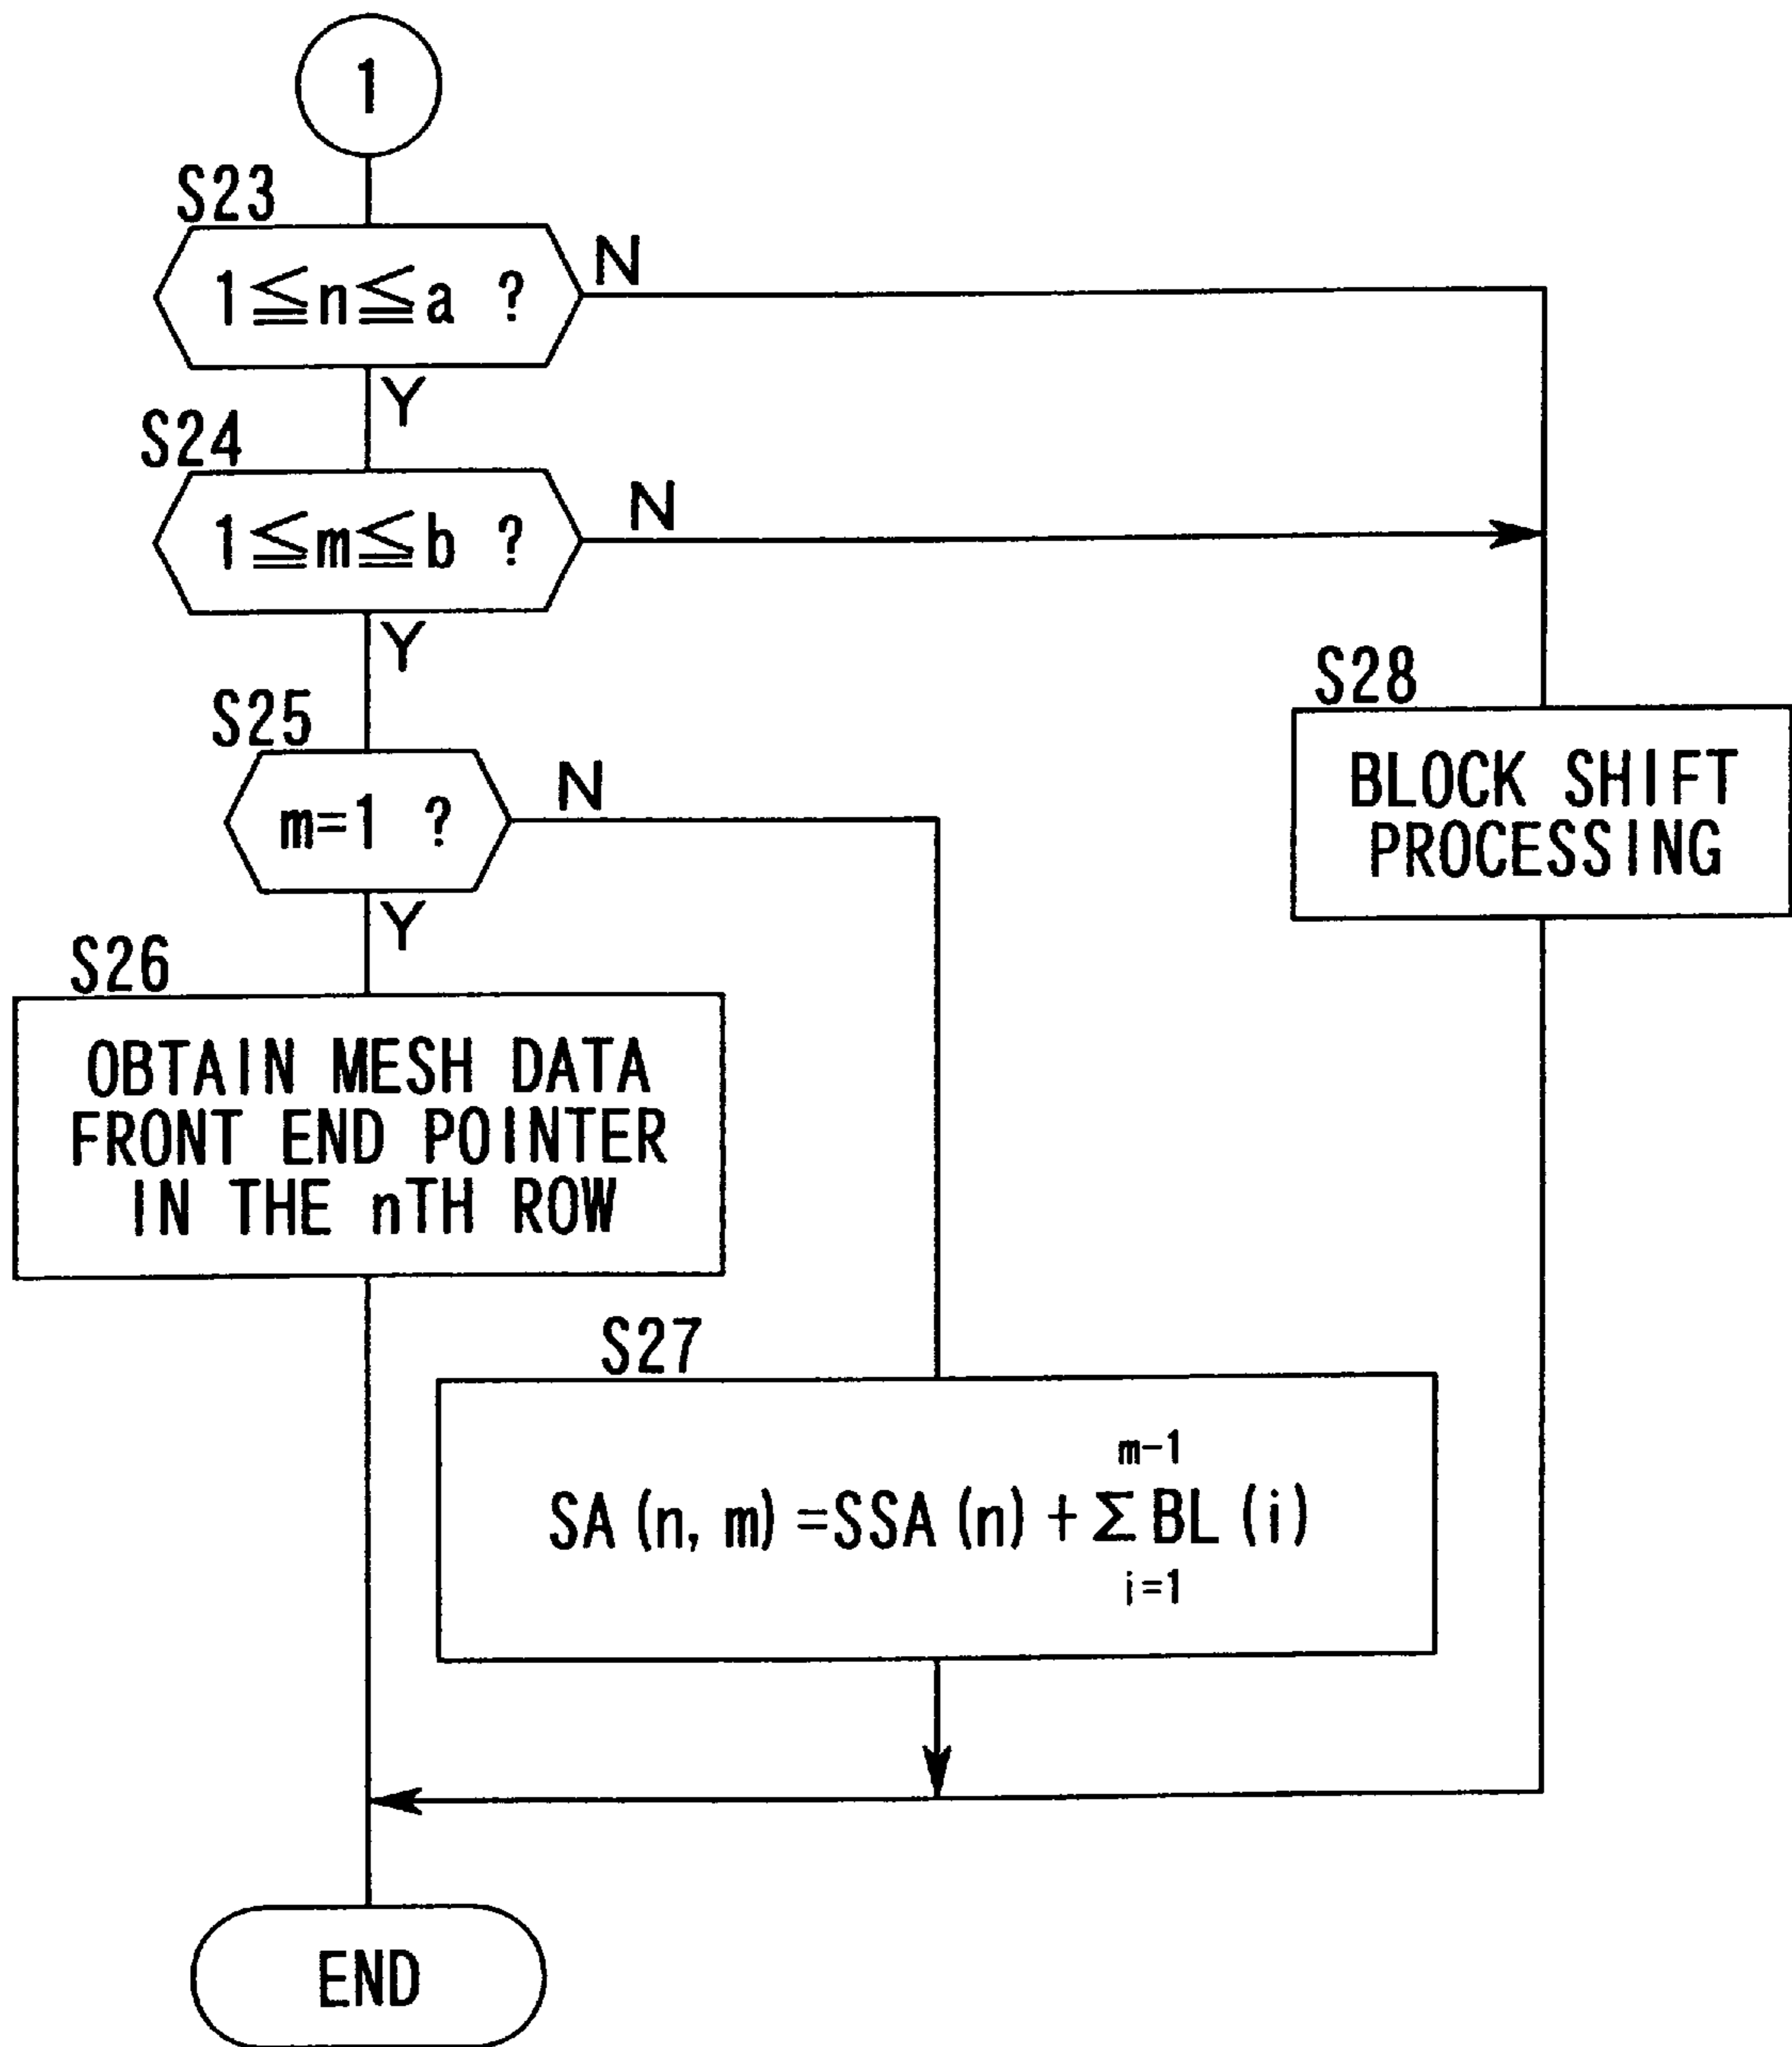 1
S23
1≦n≦a ?
N
Y
S24
1≦m≦b ?
N
Y
S25
m=1 ?
N
Y
S28
BLOCK SHIFT
PROCESSING
S26
OBTAIN MESH DATA
FRONT END POINTER
IN THE nTH ROW
S27
m-1
SA(n, m)=SSA(n)+ΣBL(i)
i=1
END